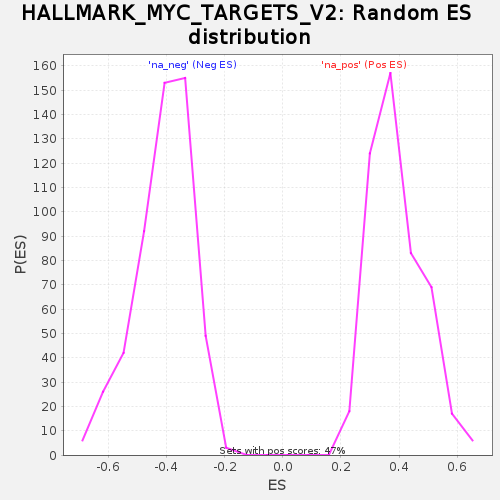 HALLMARK_MYC_TARGETS_V2: Random ES
distribution
'na_neg' (Neg ES)
'na_pos' (Pos ES)
160
150
140
130
120
110
100
90
80
70
60
50
40
30
20
10
0
P(ES)
Sets with pos scores: 47%
-0.6 -0.4 -0.2 0.0 0.2 0.4 0.6
ES